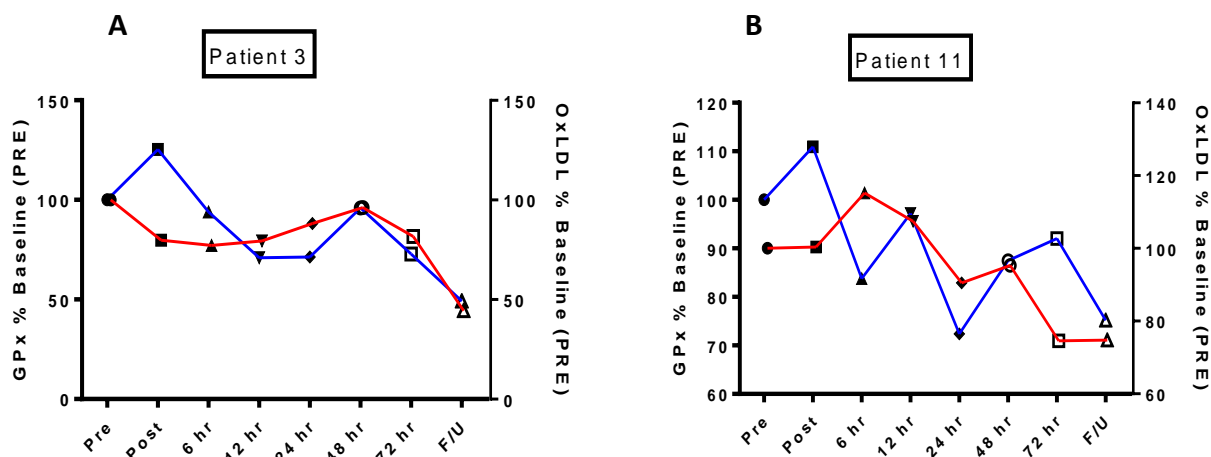 A
Patient 3
GPx % Baseline (PRE)
150
100
50
0
150
100
50
0
OxLDL % Baseline (PRE)
Pre
Post
6 hr
12 hr
24 hr
48 hr
72 hr
F/U
B
Patient 11
GPx % Baseline (PRE)
120
110
100
90
80
70
60
140
120
100
80
60
OxLDL % Baseline (PRE)
Pre
Post
6 hr
12 hr
24 hr
48 hr
72 hr
F/U